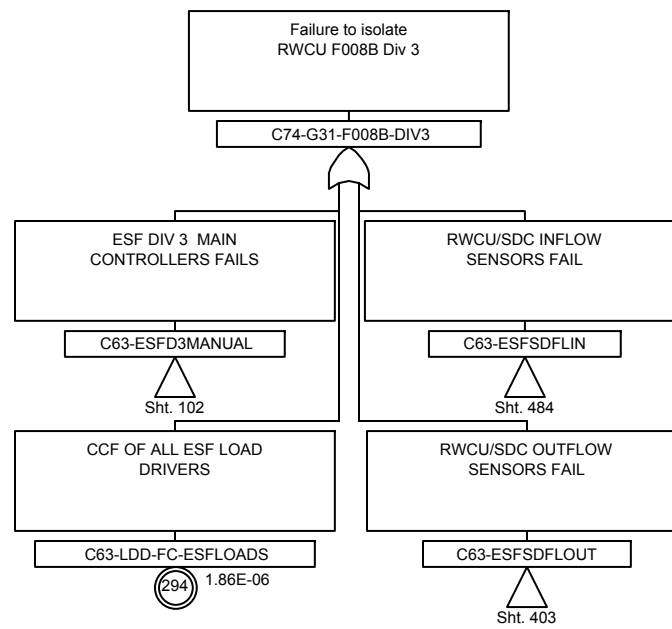 Failure to isolate
RWCU F008B Div 3
C74-G31-F008B-DIV3
ESF DIV 3 MAIN
CONTROLLERS FAILS
C63-ESFD3MANUAL
Sht. 102
RWCU/SDC INFLOW
SENSORS FAIL
C63-ESFSDFLIN
Sht. 484
CCF OF ALL ESF LOAD
DRIVERS
C63-LDD-FC-ESFLOADS
294
1.86E-06
RWCU/SDC OUTFLOW
SENSORS FAIL
C63-ESFSDFLOUT
Sht. 403